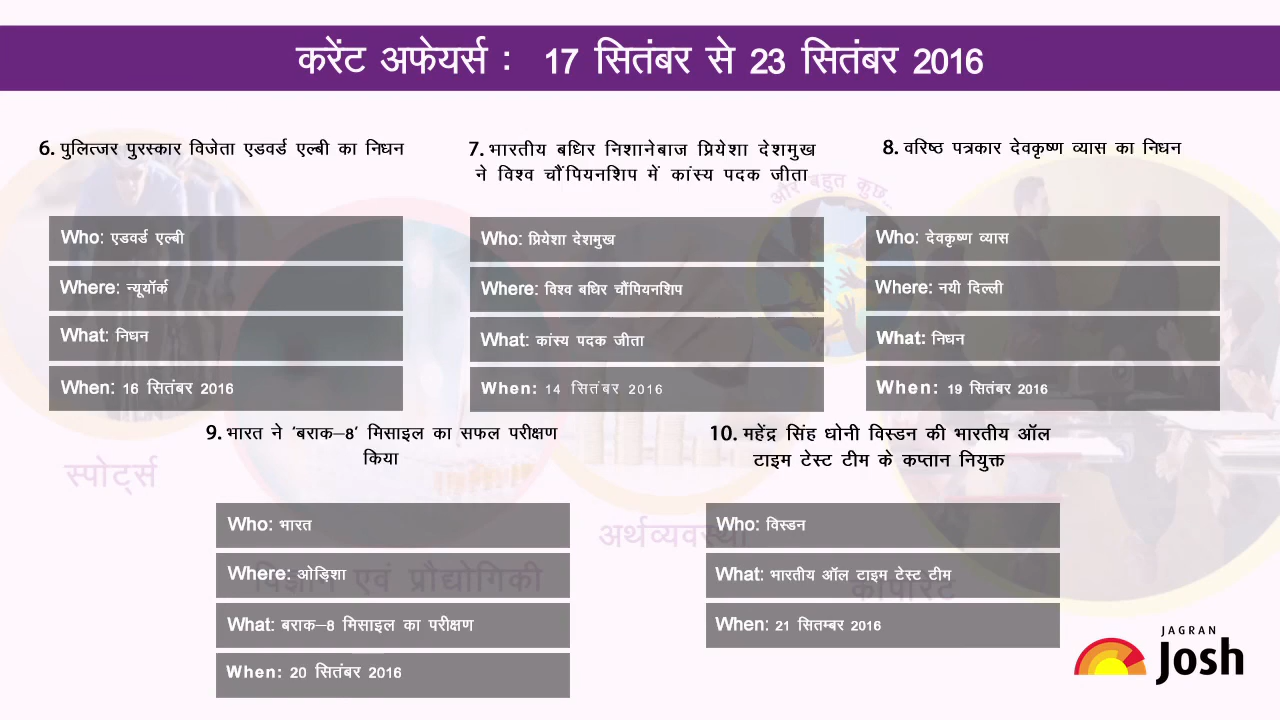 करेंट अफेयर्स : 17 सितंबर से 23 सितंबर 2016
6. पुलित्जर पुरस्कार विजेता एडवर्ड एल्बी का निधन
Who: एडवर्ड एल्बी
Where: न्यूयॉर्क
What: निधन
When: 16 सितंबर 2016
7. भारतीय बधिर निशानेबाज प्रियेशा देशमुख
ने विश्व चौंपियनशिप में कांस्य पदक जीता
और बहुत कुछ...
Who: प्रियेशा देशमुख
Where: विश्व बधिर चौंपियनशिप
What: कांस्य पदक जीता
When: 14 सितंबर 2016
8. वरिष्ठ पत्रकार देवकृष्ण व्यास का निधन
Who: देवकृष्ण व्यास
Where: नयी दिल्ली
What: निधन
When: 19 सितंबर 2016
9. भारत ने 'बराक–8' मिसाइल का सफल परीक्षण
किया
स्पोर्ट्स
Who: भारत
Where: ओड़िशा
विज्ञान एवं प्रौद्योगिकी
What: बराक–8 मिसाइल का परीक्षण
When: 20 सितंबर 2016
10. महेंद्र सिंह धोनी विस्डन की भारतीय ऑल
टाइम टेस्ट टीम के कप्तान नियुक्त
अर्थव्यवस्था
Who: विस्डन
What: भारतीय ऑल टाइम टेस्ट टीम
When: 21 सितम्बर 2016
JAGRAN
Josh